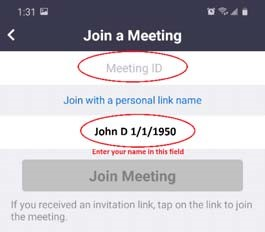 1:31
Join a Meeting
Meeting ID
Join with a personal link name
John D 1/1/1950
Enter your name in this field
Join Meeting
If you received an invitation link, tap on the link to join
the meeting.